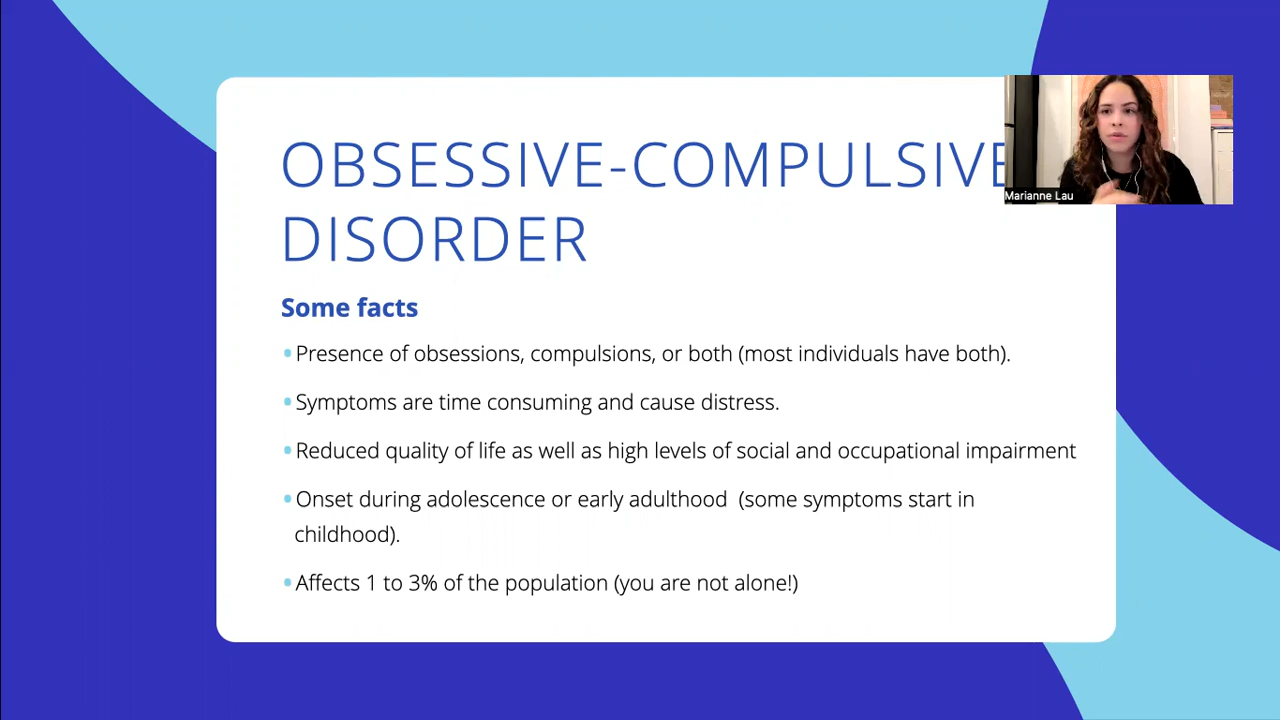 OBSESSIVE-COMPULSIVE
DISORDER
Marianne Lau
Some facts
•Presence of obsessions, compulsions, or both (most individuals have both).
•Symptoms are time consuming and cause distress.
•Reduced quality of life as well as high levels of social and occupational impairment
•Onset during adolescence or early adulthood  (some symptoms start in
childhood).
•Affects 1 to 3% of the population (you are not alone!)